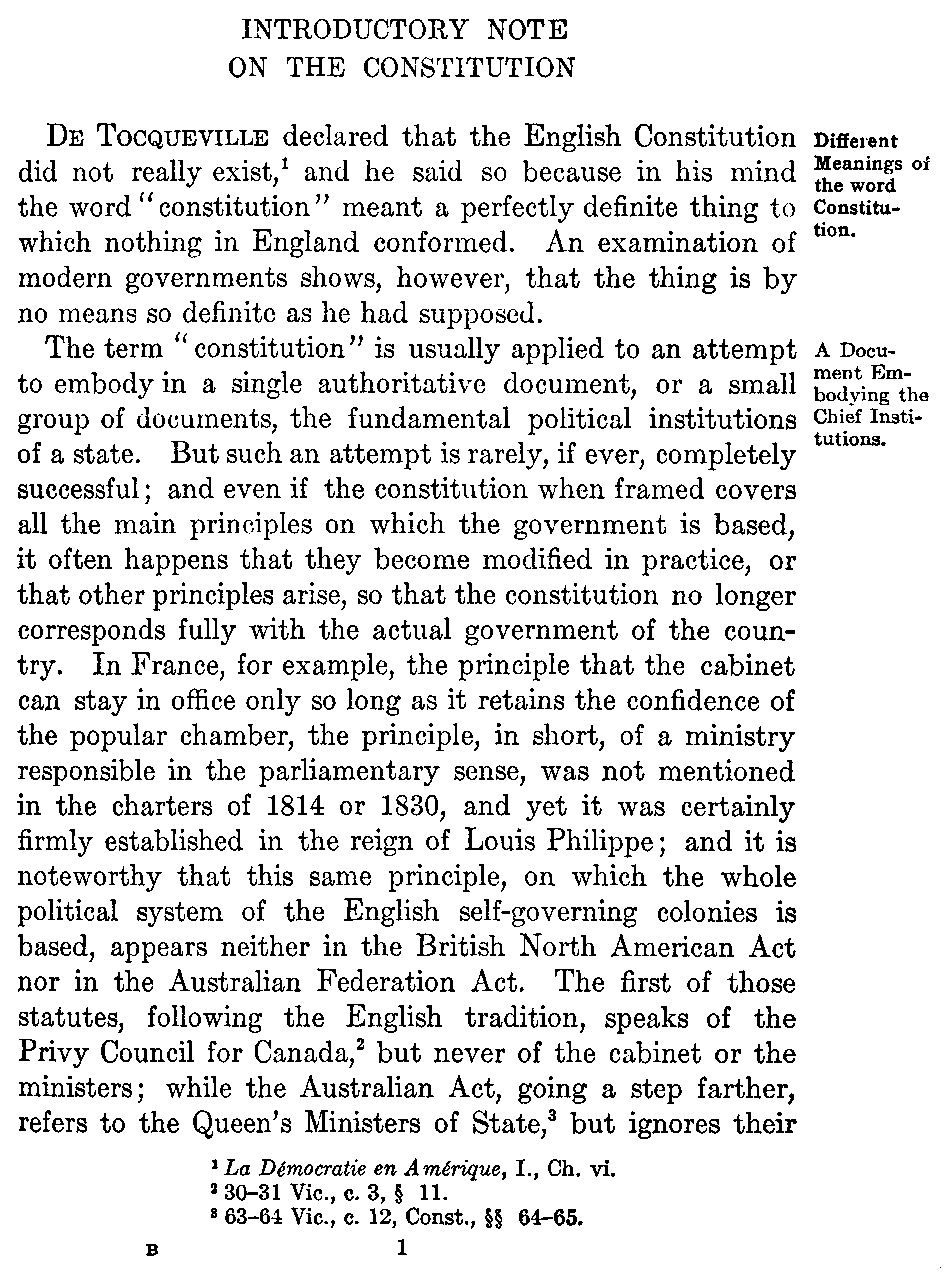 INTRODUCTORY NOTE
ON THE CONSTITUTION
DE TOCQUEVILLE declared that the English Constitution
did not really exist,¹ and he said so because in his mind
the word "constitution" meant a perfectly definite thing to
which nothing in England conformed. An examination of
modern governments shows, however, that the thing is by
no means so definite as he had supposed.
Different
Meanings of
the word
Constitu-
tion.
The term "constitution" is usually applied to an attempt
to embody in a single authoritative document, or a small
group of documents, the fundamental political institutions
of a state. But such an attempt is rarely, if ever, completely
successful; and even if the constitution when framed covers
all the main principles on which the government is based,
it often happens that they become modified in practice, or
that other principles arise, so that the constitution no longer
corresponds fully with the actual government of the coun-
try. In France, for example, the principle that the cabinet
can stay in office only so long as it retains the confidence of
the popular chamber, the principle, in short, of a ministry
responsible in the parliamentary sense, was not mentioned
in the charters of 1814 or 1830, and yet it was certainly
firmly established in the reign of Louis Philippe; and it is
noteworthy that this same principle, on which the whole
political system of the English self-governing colonies is
based, appears neither in the British North American Act
nor in the Australian Federation Act. The first of those
statutes, following the English tradition, speaks of the
Privy Council for Canada,² but never of the cabinet or the
ministers; while the Australian Act, going a step farther,
refers to the Queen's Ministers of State,³ but ignores their
A Docu-
ment Em-
bodying the
Chief Insti-
tutions.
¹ La Démocratie en Amérique, I., Ch. vi.
² 30–31 Vic., c. 3, § 11.
³ 63–64 Vic., c. 12, Const., §§ 64–65.
B 1